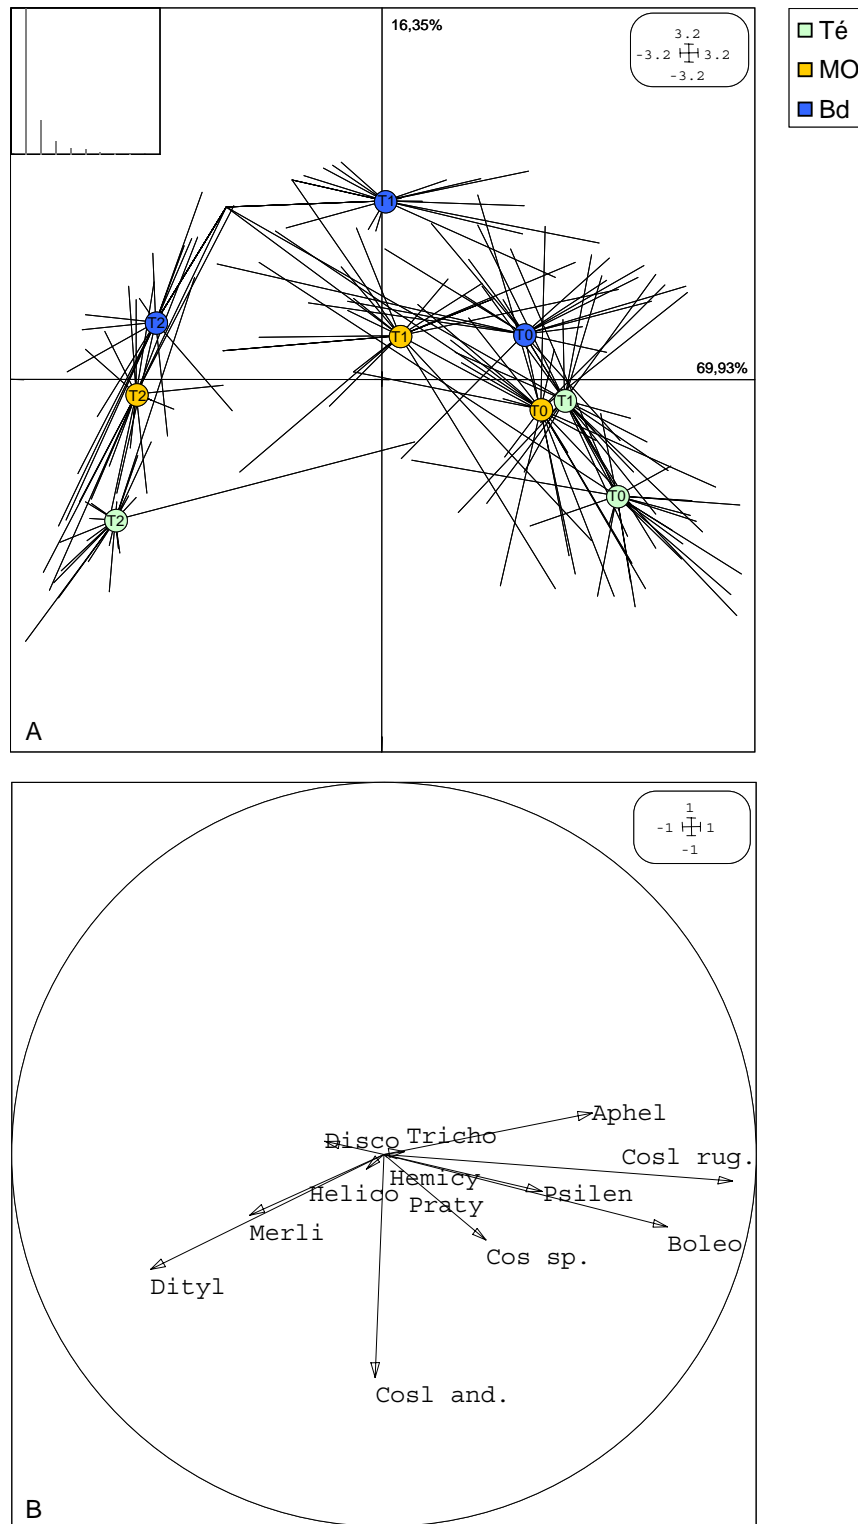 16,35%
3.2
-3.2 3.2
-3.2
Té
MO
Bd
T1
T2
T1
T0
69,93%
T2
T0
T1
T0
T2
A
1
-1 1
-1
Aphel
Disco Tricho
Cosl rug.
Hemicy
Helico Psilen
Praty
Merli
Boleo
Cos sp.
Dityl
Cosl and.
B